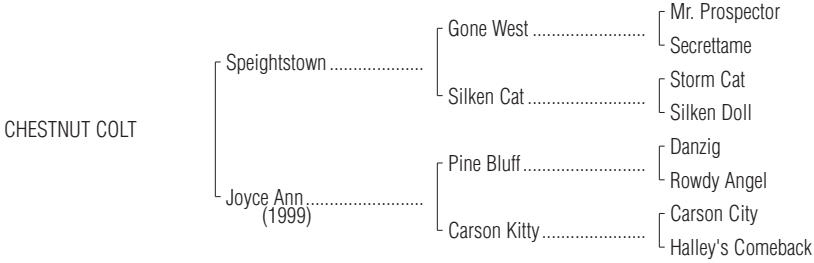 Mr. Prospector
Gone West ........................
Secrettame
Speightstown ....................
Storm Cat
Silken Cat .........................
Silken Doll
CHESTNUT COLT
Danzig
Pine Bluff ..........................
Rowdy Angel
Joyce Ann .........................
(1999)
Carson City
Carson Kitty ......................
Halley's Comeback